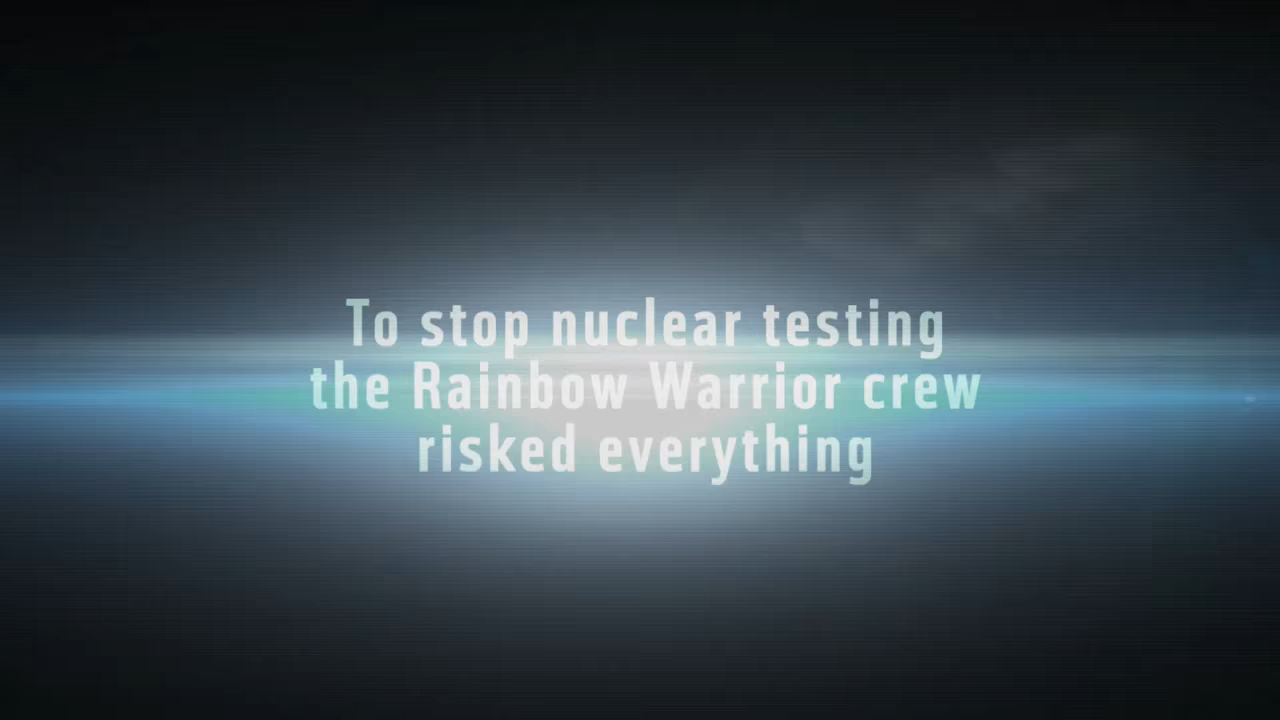 To stop nuclear testing
the Rainbow Warrior crew
risked everything